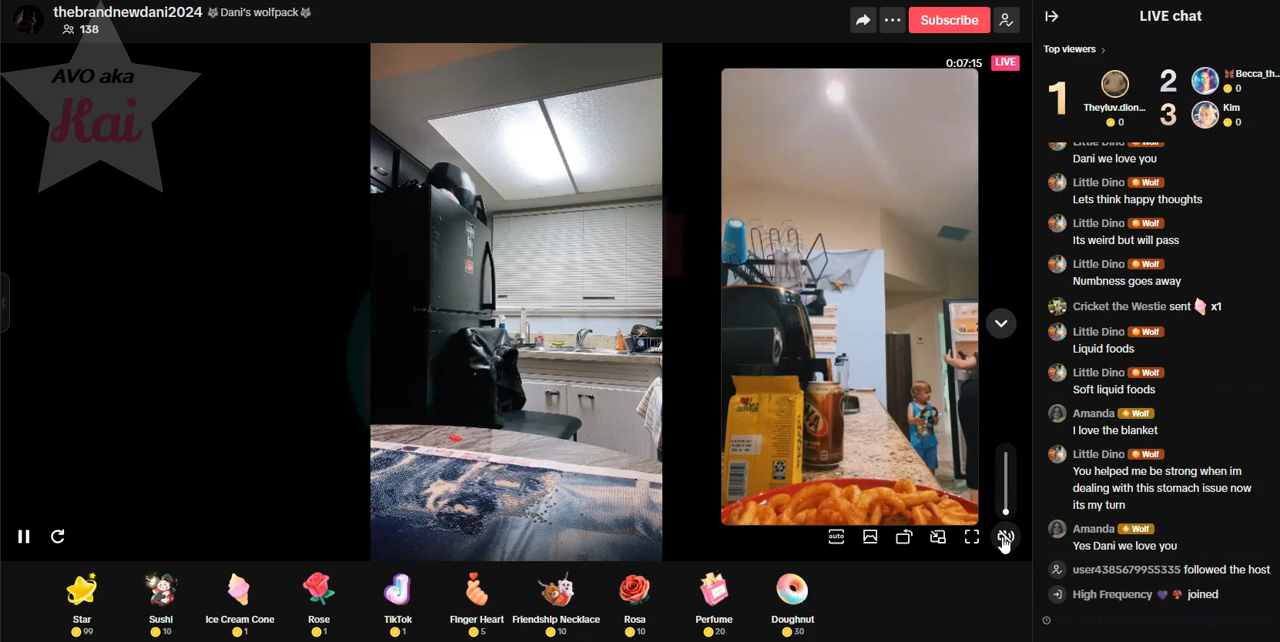 thebrandnewdani2024 🐺 Dani's wolfpack 🐺
138
Subscribe
AVO aka
Kai
0:07:15 LIVE
A&W
auto
Star
99
Sushi
10
Ice Cream Cone
1
Rose
1
TikTok
1
Finger Heart
5
Friendship Necklace
10
Rosa
10
Perfume
20
Doughnut
30
LIVE chat
Top viewers >
1
Theyluv.dion...
0
2
Becca_th...
0
3
Kim
0
Little Dino Wolf
Dani we love you
Little Dino Wolf
Lets think happy thoughts
Little Dino Wolf
Its weird but will pass
Little Dino Wolf
Numbness goes away
Cricket the Westie sent x1
Little Dino Wolf
Liquid foods
Little Dino Wolf
Soft liquid foods
Amanda Wolf
I love the blanket
Little Dino Wolf
You helped me be strong when im
dealing with this stomach issue now
its my turn
Amanda Wolf
Yes Dani we love you
user4385679955335 followed the host
High Frequency 💜 joined